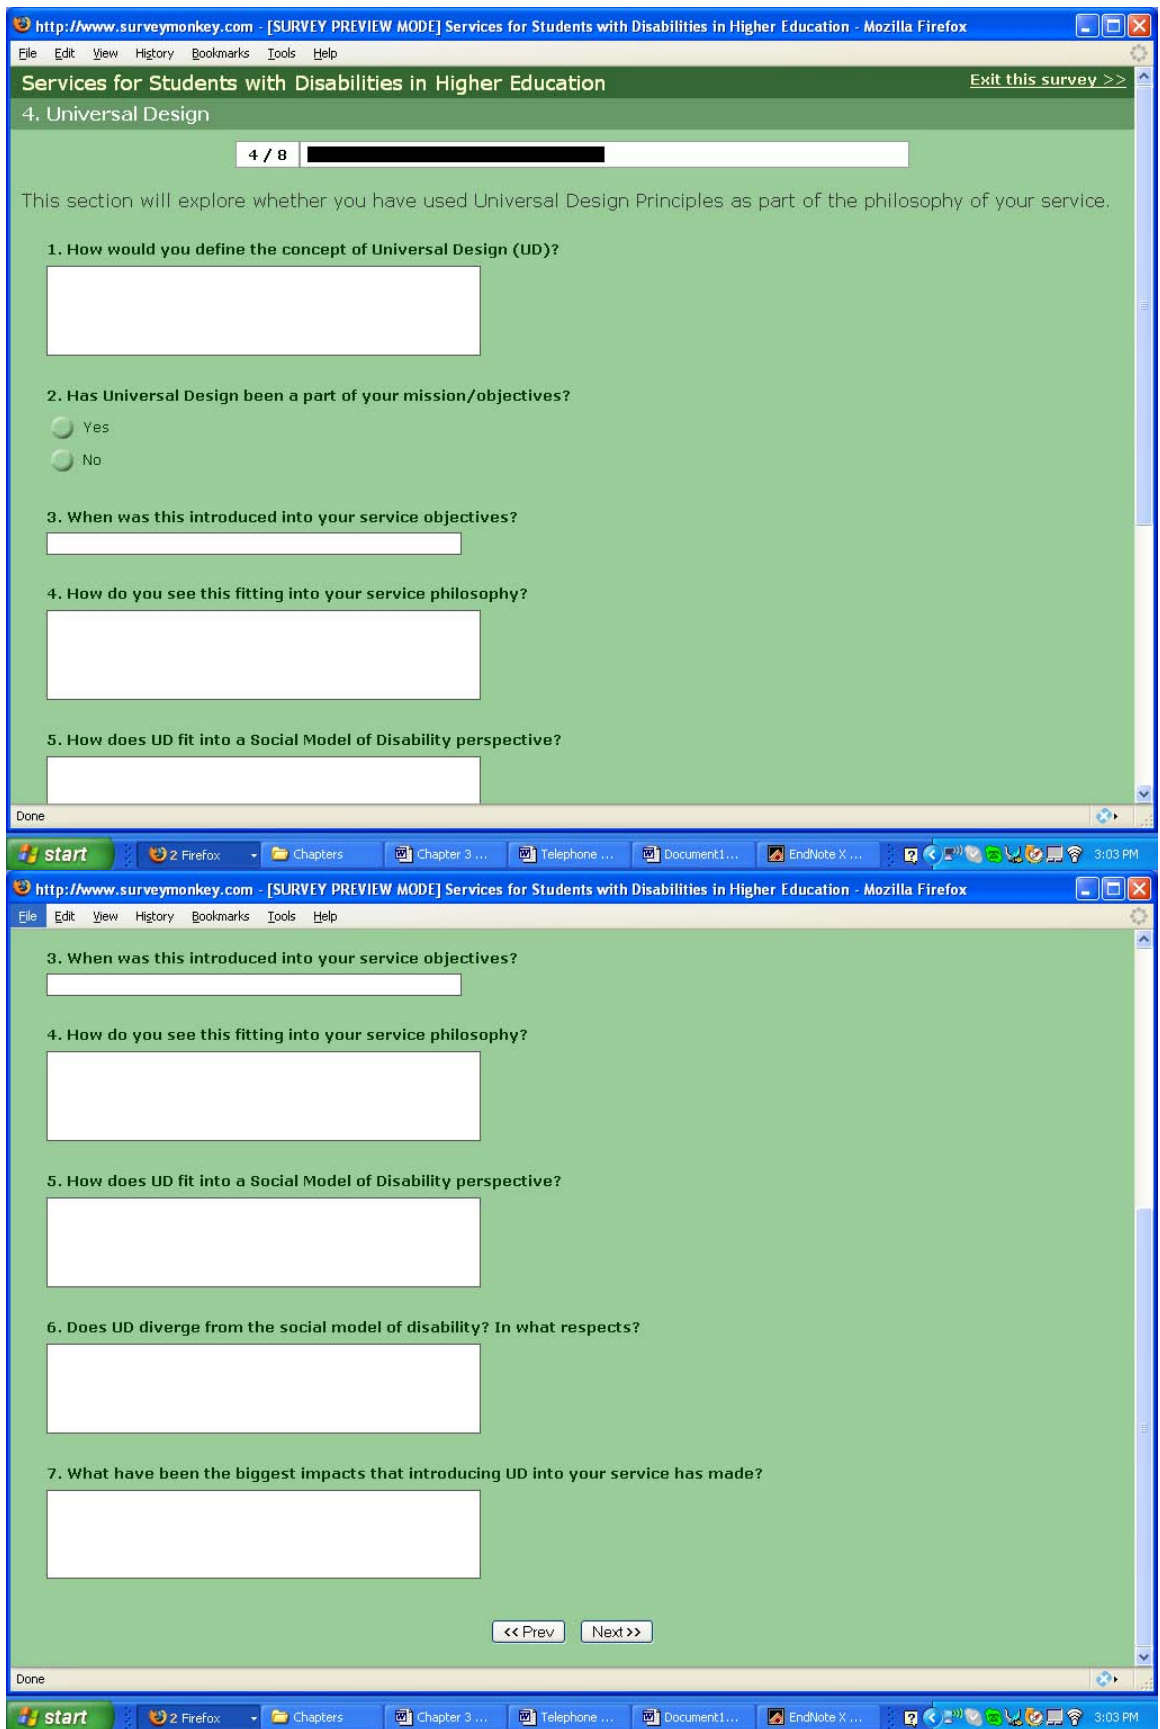 http://www.surveymonkey.com - [SURVEY PREVIEW MODE] Services for Students with Disabilities in Higher Education - Mozilla Firefox
File Edit View History Bookmarks Tools Help
Services for Students with Disabilities in Higher Education
Exit this survey >>
4. Universal Design
4 / 8
This section will explore whether you have used Universal Design Principles as part of the philosophy of your service.
1. How would you define the concept of Universal Design (UD)?
2. Has Universal Design been a part of your mission/objectives?
Yes
No
3. When was this introduced into your service objectives?
4. How do you see this fitting into your service philosophy?
5. How does UD fit into a Social Model of Disability perspective?
Done
start 2 Firefox Chapters Chapter 3 ... Telephone ... Document1... EndNote X ... 3:03 PM
http://www.surveymonkey.com - [SURVEY PREVIEW MODE] Services for Students with Disabilities in Higher Education - Mozilla Firefox
File Edit View History Bookmarks Tools Help
3. When was this introduced into your service objectives?
4. How do you see this fitting into your service philosophy?
5. How does UD fit into a Social Model of Disability perspective?
6. Does UD diverge from the social model of disability? In what respects?
7. What have been the biggest impacts that introducing UD into your service has made?
<< Prev Next >>
Done
start 2 Firefox Chapters Chapter 3 ... Telephone ... Document1... EndNote X ... 3:03 PM